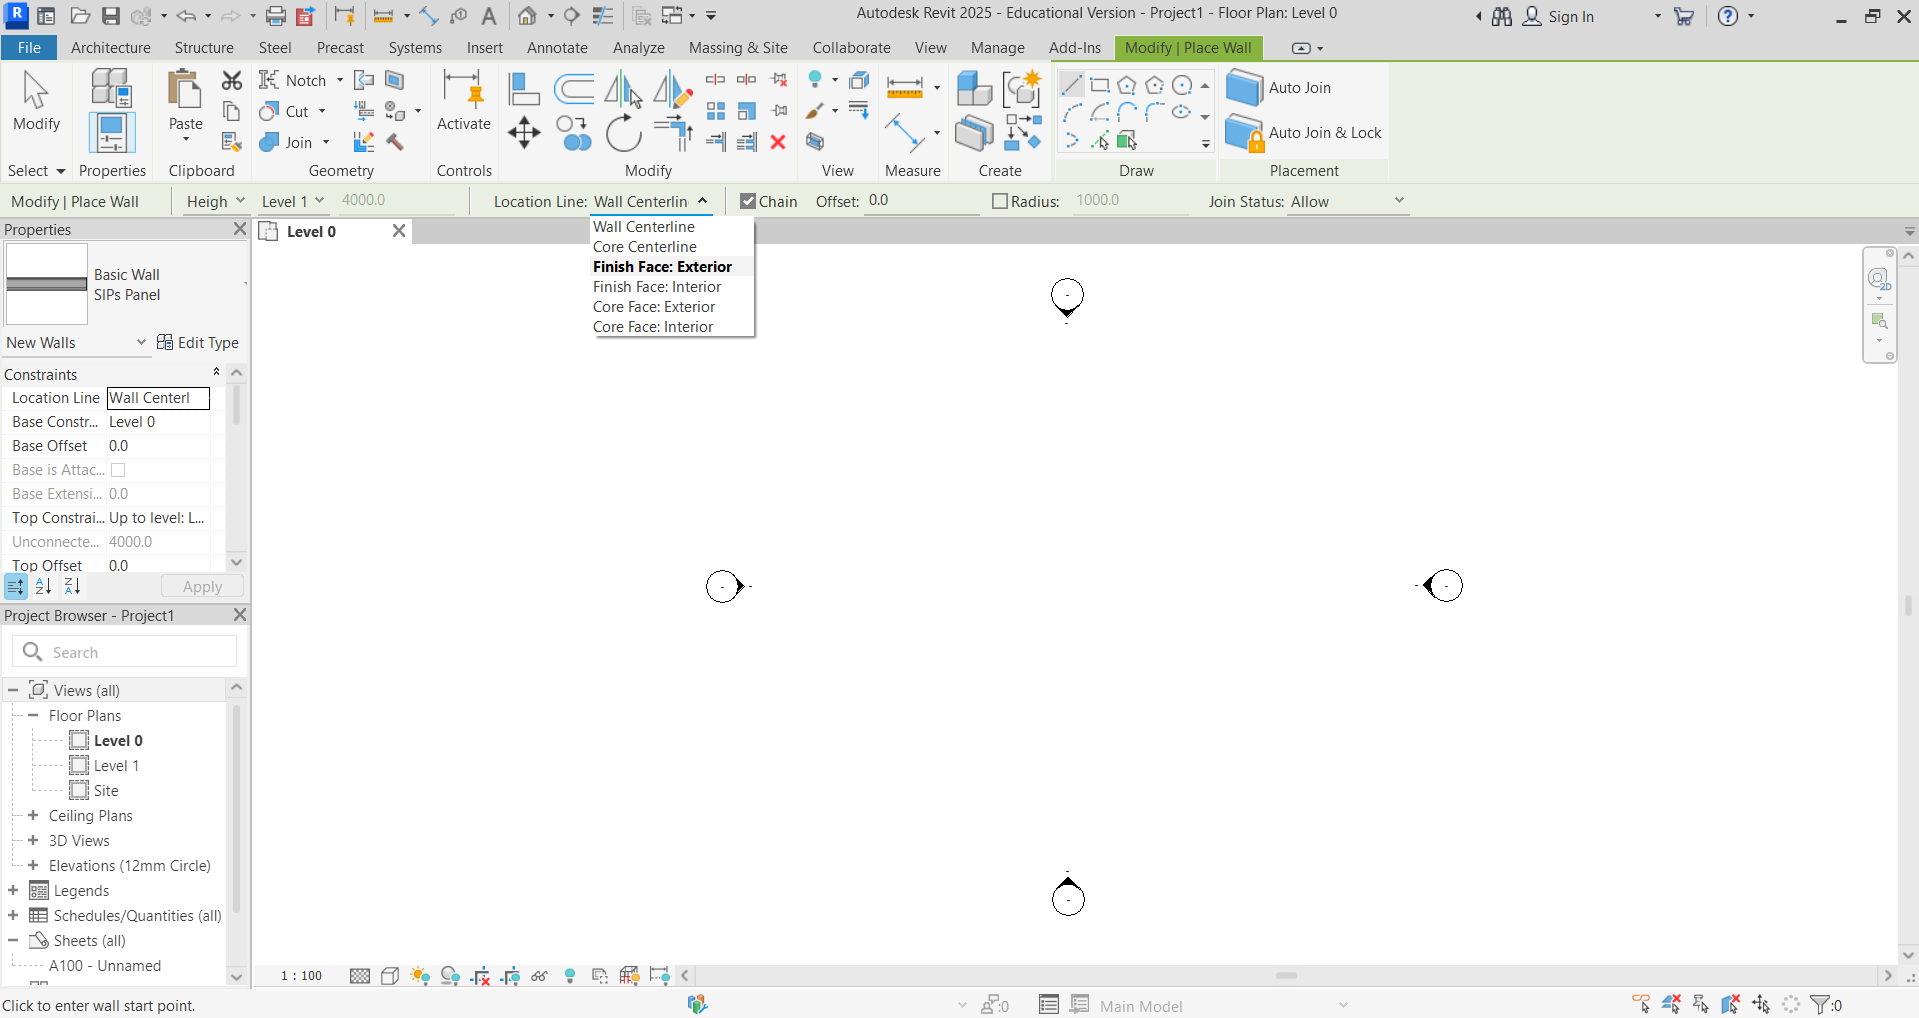 Autodesk Revit 2025 - Educational Version - Project1 - Floor Plan: Level 0
Sign In
File
Architecture
Structure
Steel
Precast
Systems
Insert
Annotate
Analyze
Massing & Site
Collaborate
View
Manage
Add-Ins
Modify | Place Wall
Modify
Paste
Notch
Cut
Join
Activate
Auto Join
Auto Join & Lock
Select
Properties
Clipboard
Geometry
Controls
Modify
View
Measure
Create
Draw
Placement
Modify | Place Wall
Heigh
Level 1
4000.0
Location Line: Wall Centerlin
Chain
Offset: 0.0
Radius: 1000.0
Join Status: Allow
Wall Centerline
Core Centerline
Finish Face: Exterior
Finish Face: Interior
Core Face: Exterior
Core Face: Interior
Properties
Level 0
Basic Wall
SIPs Panel
New Walls
Edit Type
Constraints
Location Line Wall Centerl
Base Constr... Level 0
Base Offset 0.0
Base is Attac...
Base Extensi... 0.0
Top Constrai... Up to level: L...
Unconnecte... 4000.0
Top Offset 0.0
Apply
Project Browser - Project1
Search
Views (all)
Floor Plans
Level 0
Level 1
Site
Ceiling Plans
3D Views
Elevations (12mm Circle)
Legends
Schedules/Quantities (all)
Sheets (all)
A100 - Unnamed
2D
1 : 100
Click to enter wall start point.
:0
Main Model
:0